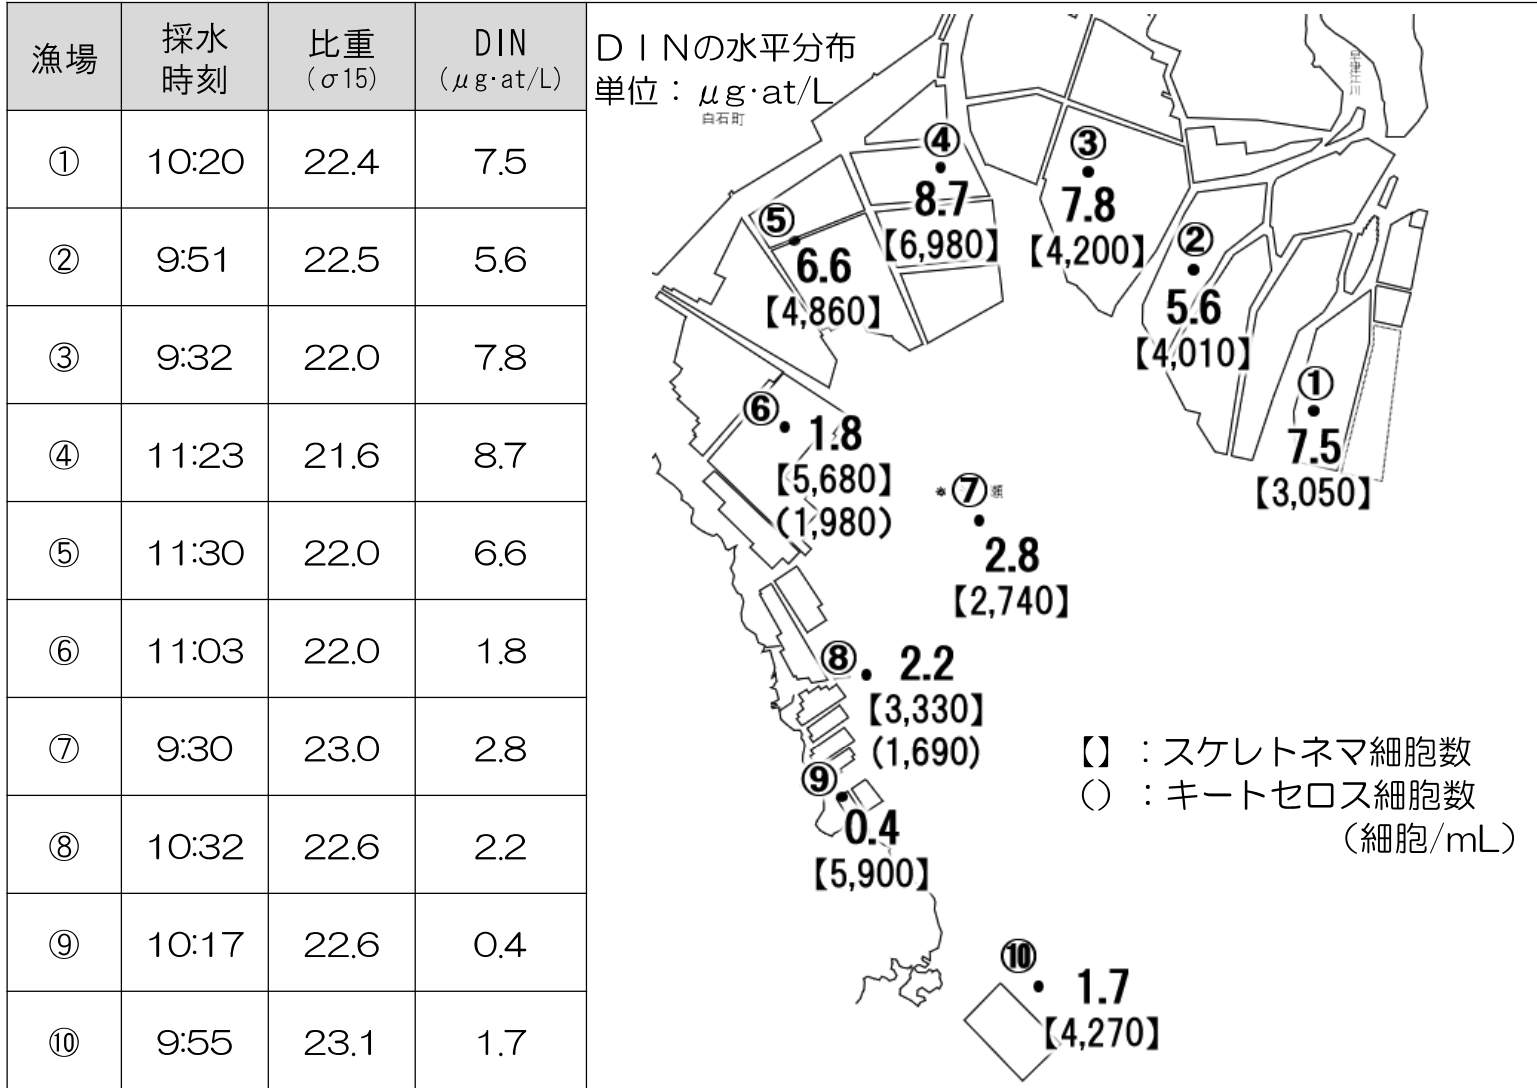 漁場 採水時刻 比重(σ15) DIN(μg·at/L)
① 10:20 22.4 7.5
② 9:51 22.5 5.6
③ 9:32 22.0 7.8
④ 11:23 21.6 8.7
⑤ 11:30 22.0 6.6
⑥ 11:03 22.0 1.8
⑦ 9:30 23.0 2.8
⑧ 10:32 22.6 2.2
⑨ 10:17 22.6 0.4
⑩ 9:55 23.1 1.7
ＤＩＮの水平分布
単位：μg·at/L
白石町
早津江川
④
8.7
【6,980】
③
7.8
【4,200】
⑤
6.6
【4,860】
②
5.6
【4,010】
①
7.5
【3,050】
⑥
1.8
【5,680】
(1,980)
⑦
2.8
【2,740】
⑧
2.2
【3,330】
(1,690)
⑨
0.4
【5,900】
⑩
1.7
【4,270】
【】：スケレトネマ細胞数
()：キートセロス細胞数
（細胞/mL）